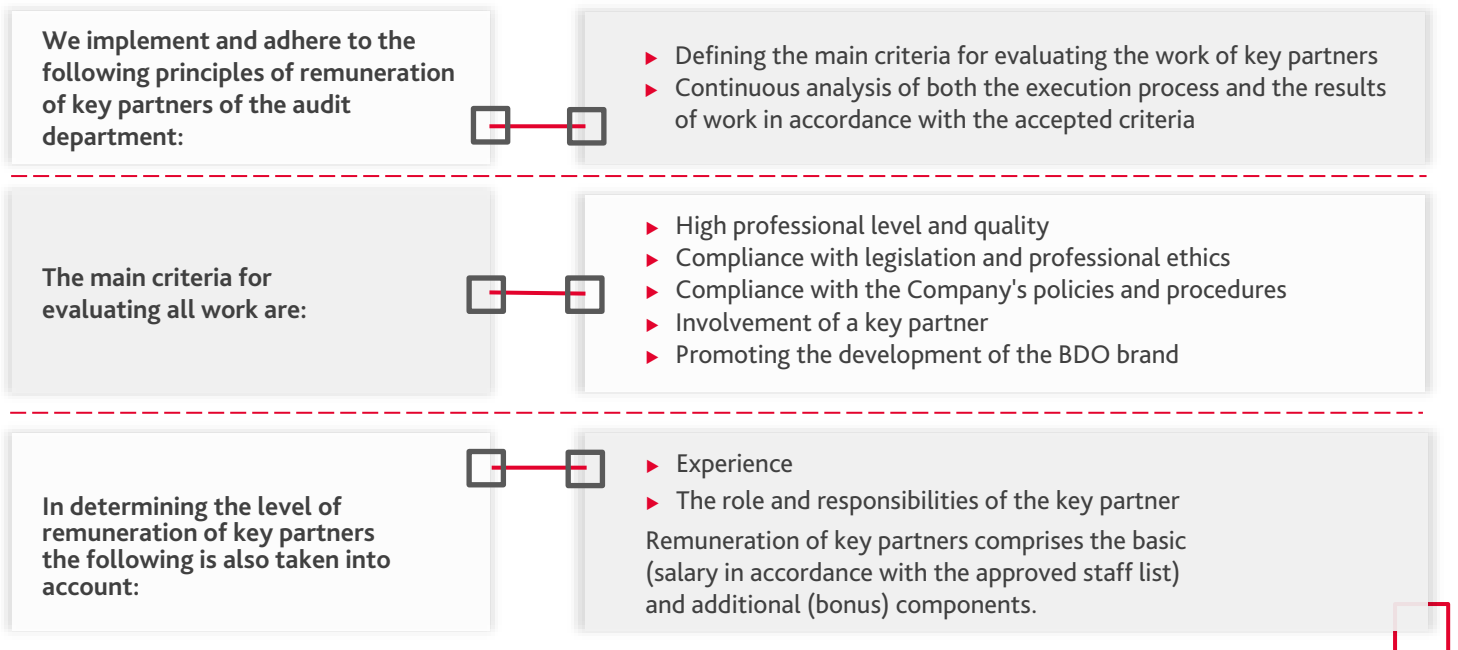 We implement and adhere to the
following principles of remuneration
of key partners of the audit
department:
► Defining the main criteria for evaluating the work of key partners
► Continuous analysis of both the execution process and the results
of work in accordance with the accepted criteria
The main criteria for
evaluating all work are:
► High professional level and quality
► Compliance with legislation and professional ethics
► Compliance with the Company's policies and procedures
► Involvement of a key partner
► Promoting the development of the BDO brand
In determining the level of
remuneration of key partners
the following is also taken into
account:
► Experience
► The role and responsibilities of the key partner
Remuneration of key partners comprises the basic
(salary in accordance with the approved staff list)
and additional (bonus) components.